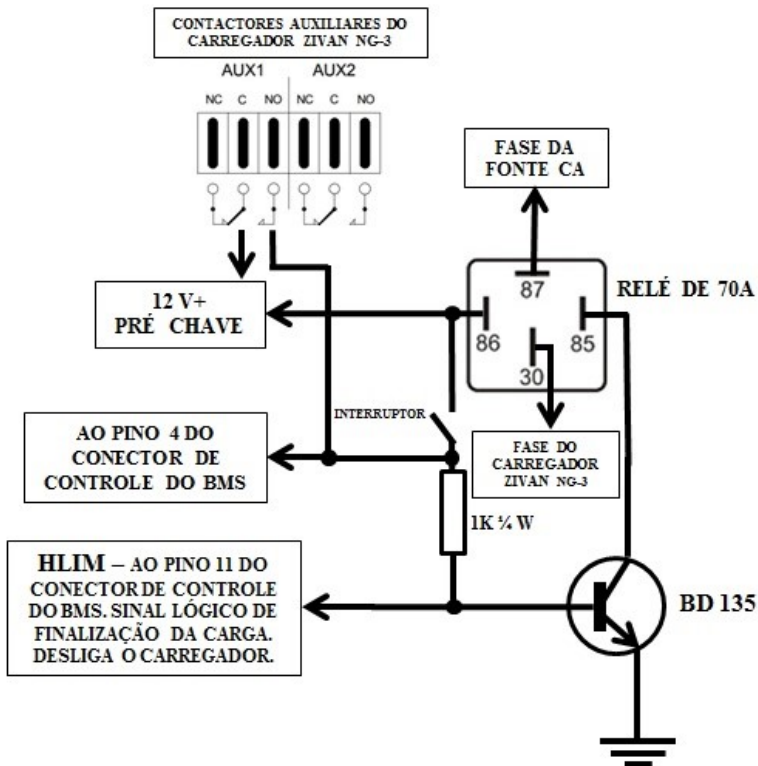 CONTACTORES AUXILIARES DO
CARREGADOR ZIVAN NG-3
AUX1 AUX2
NC C NO NC C NO
FASE DA
FONTE CA
12 V+
PRÉ CHAVE
87
86
85
30
RELÉ DE 70A
INTERRUPTOR
AO PINO 4 DO
CONECTOR DE
CONTROLE DO BMS
FASE DO
CARREGADOR
ZIVAN NG-3
1K ¼ W
HLIM – AO PINO 11 DO
CONECTOR DE CONTROLE
DO BMS. SINAL LÓGICO DE
FINALIZAÇÃO DA CARGA.
DESLIGA O CARREGADOR.
BD 135